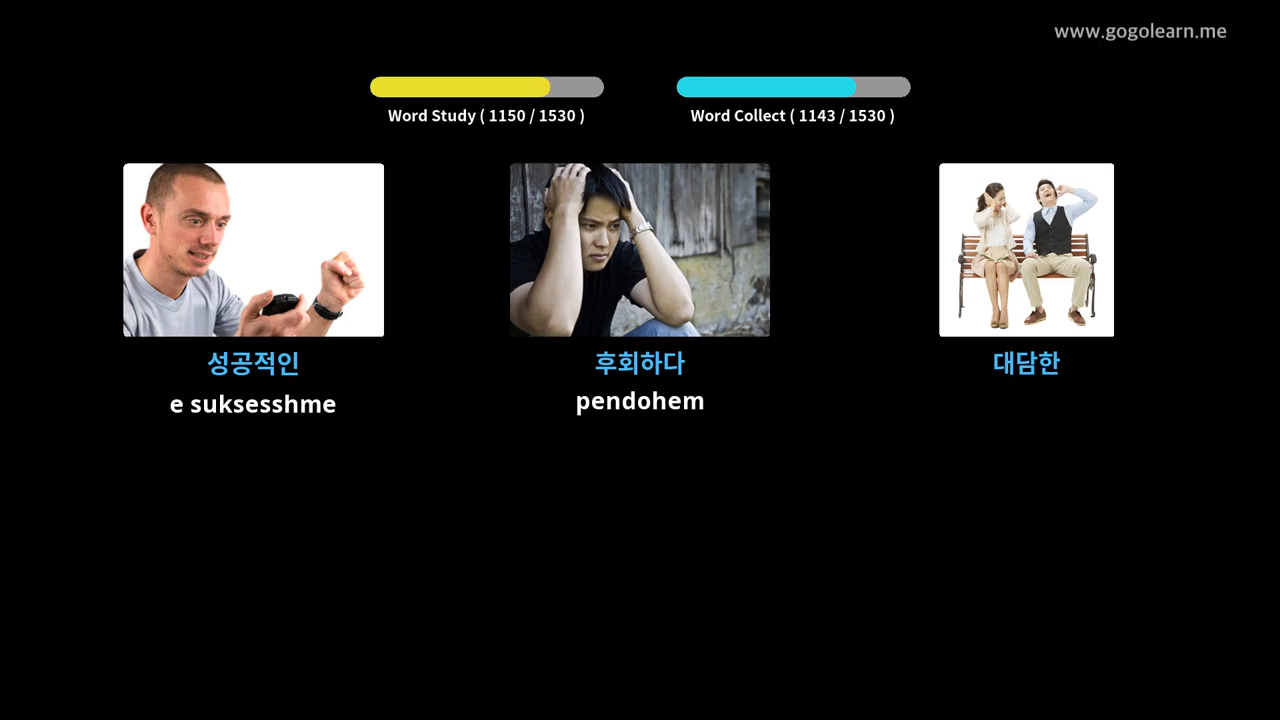 www.gogolearn.me
Word Study ( 1150 / 1530 )
Word Collect ( 1143 / 1530 )
성공적인
후회하다
대담한
e suksesshme
pendohem